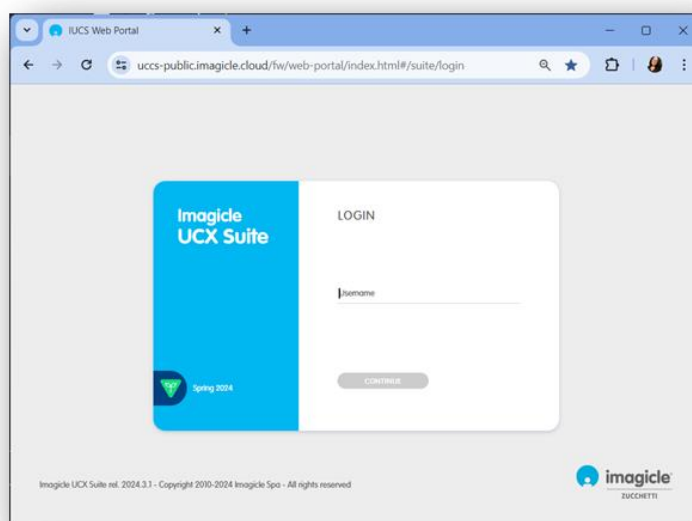 IUCS Web Portal
uccs-public.imagicle.cloud/fw/web-portal/index.html#/suite/login
Imagicle
UCX Suite
LOGIN
Username
CONTINUE
Spring 2024
Imagicle UCX Suite rel. 2024.3.1 - Copyright 2010-2024 Imagicle Spa - All rights reserved
imagicle
ZUCCHETTI